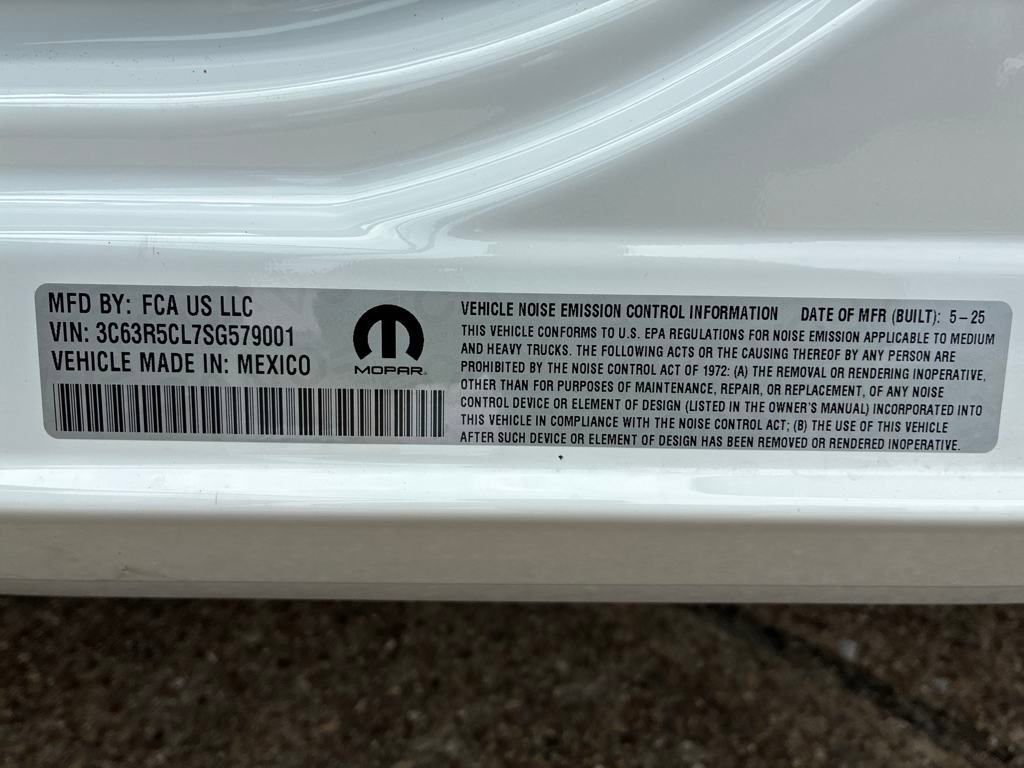 MFD BY: FCA US LLC
VIN: 3C63R5CL7SG579001
VEHICLE MADE IN: MEXICO
MOPAR
VEHICLE NOISE EMISSION CONTROL INFORMATION DATE OF MFR (BUILT): 5-25
THIS VEHICLE CONFORMS TO U.S. EPA REGULATIONS FOR NOISE EMISSION APPLICABLE TO MEDIUM
AND HEAVY TRUCKS. THE FOLLOWING ACTS OR THE CAUSING THEREOF BY ANY PERSON ARE
PROHIBITED BY THE NOISE CONTROL ACT OF 1972: (A) THE REMOVAL OR RENDERING INOPERATIVE,
OTHER THAN FOR PURPOSES OF MAINTENANCE, REPAIR, OR REPLACEMENT, OF ANY NOISE
CONTROL DEVICE OR ELEMENT OF DESIGN (LISTED IN THE OWNER'S MANUAL) INCORPORATED INTO
THIS VEHICLE IN COMPLIANCE WITH THE NOISE CONTROL ACT; (B) THE USE OF THIS VEHICLE
AFTER SUCH DEVICE OR ELEMENT OF DESIGN HAS BEEN REMOVED OR RENDERED INOPERATIVE.